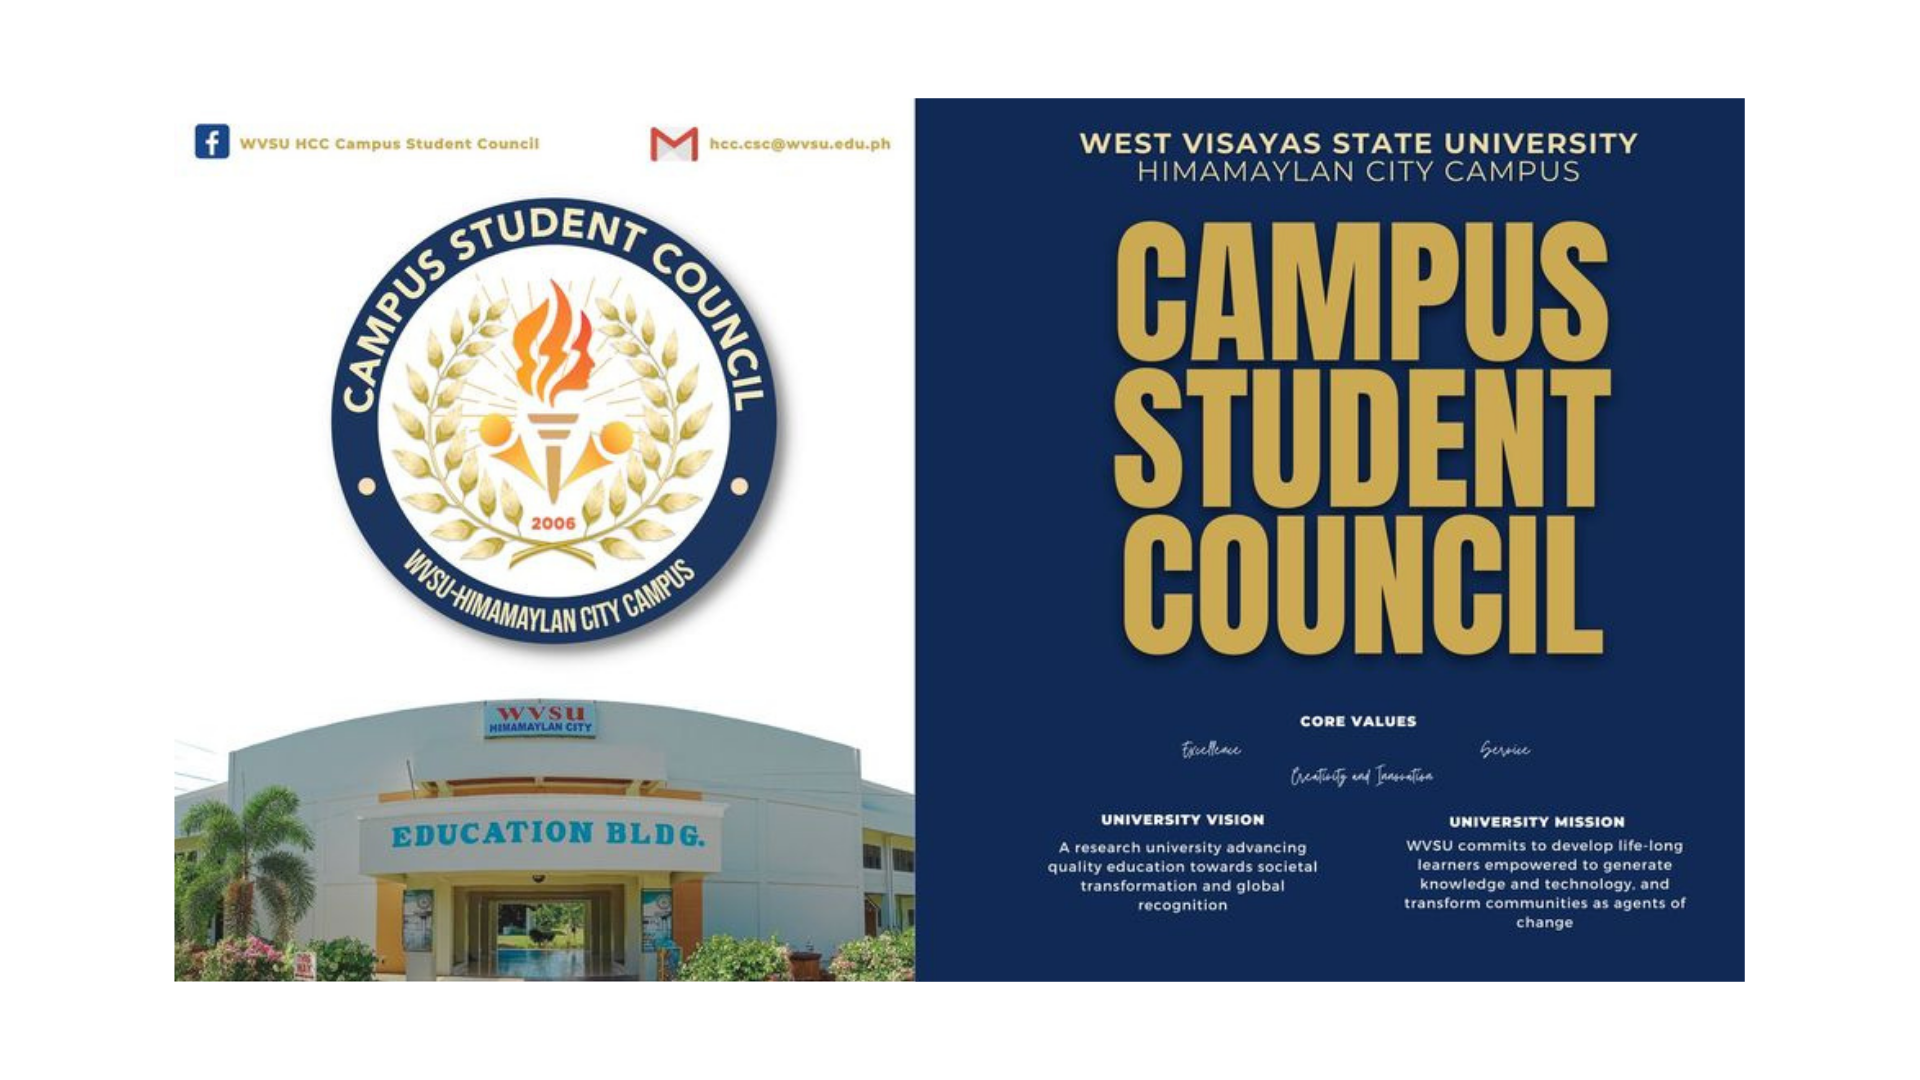 WVSU HCC Campus Student Council
hcc.csc@wvsu.edu.ph
CAMPUS STUDENT COUNCIL
2006
WVSU-HIMAMAYLAN CITY CAMPUS
WVSU
HIMAMAYLAN CITY
EDUCATION BLDG.
WEST VISAYAS STATE UNIVERSITY
HIMAMAYLAN CITY CAMPUS
CAMPUS
STUDENT
COUNCIL
CORE VALUES
Excellence
Service
Creativity and Innovation
UNIVERSITY VISION
A research university advancing
quality education towards societal
transformation and global
recognition
UNIVERSITY MISSION
WVSU commits to develop life-long
learners empowered to generate
knowledge and technology, and
transform communities as agents of
change